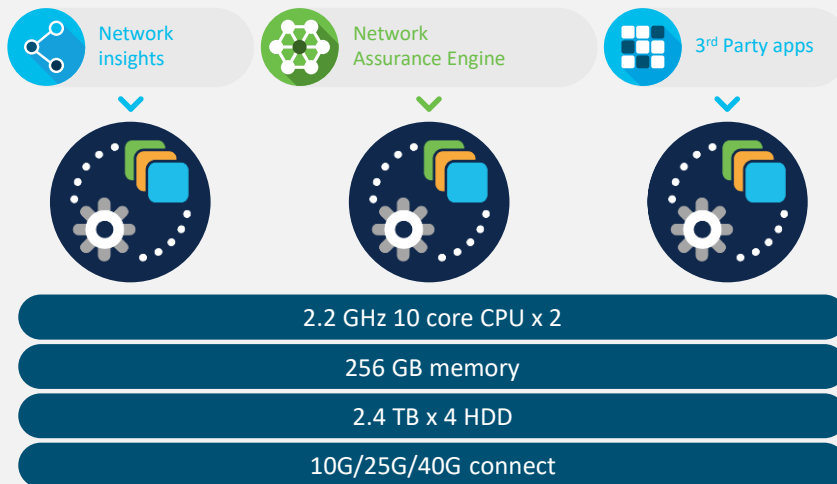 Network
insights
Network
Assurance Engine
3rd Party apps
2.2 GHz 10 core CPU x 2
256 GB memory
2.4 TB x 4 HDD
10G/25G/40G connect